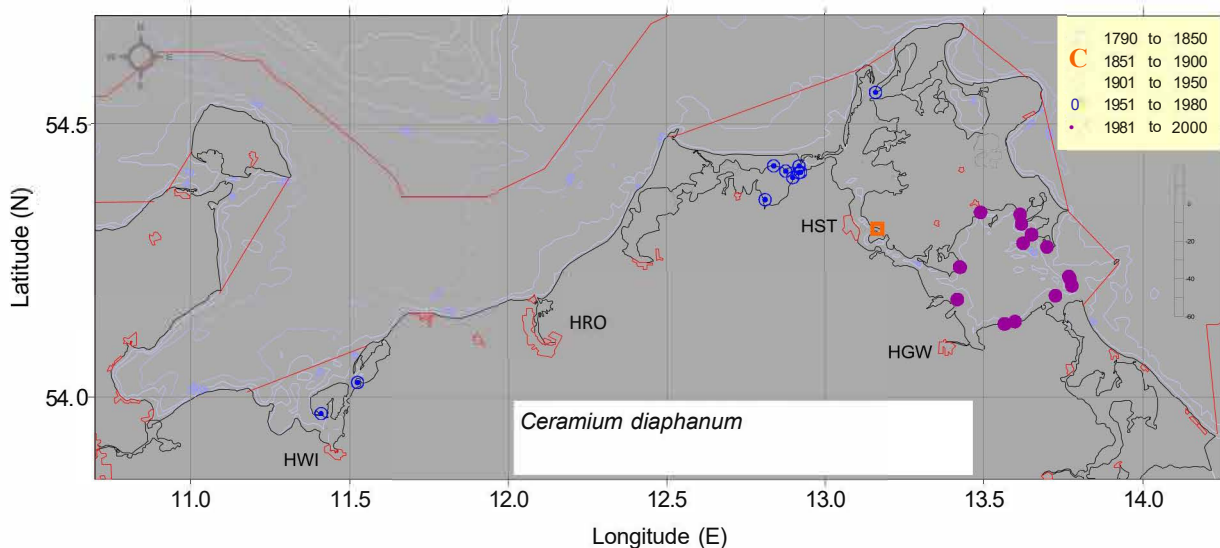 N
W E
S
1790 to 1850
C 1851 to 1900
1901 to 1950
0 1951 to 1980
• 1981 to 2000
54.5
54.0
Latitude (N)
HST
HRO
HGW
HWI
0
-20
-40
-60
Ceramium diaphanum
11.0 11.5 12.0 12.5 13.0 13.5 14.0
Longitude (E)